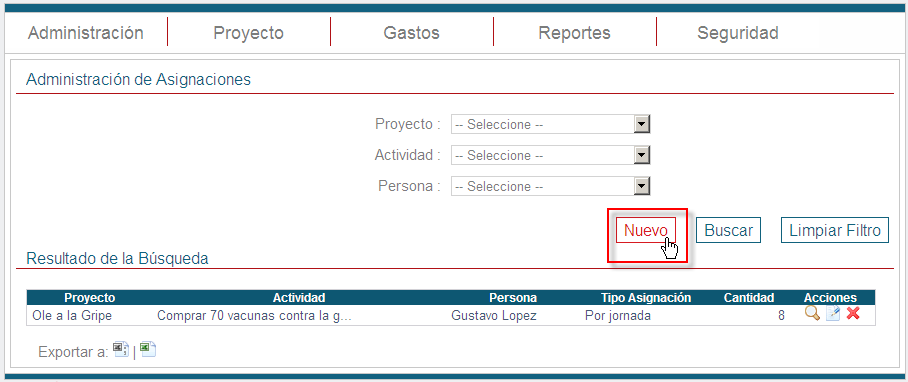 Administración Proyecto Gastos Reportes Seguridad
Administración de Asignaciones
Proyecto : -- Seleccione --
Actividad : -- Seleccione --
Persona : -- Seleccione --
Nuevo Buscar Limpiar Filtro
Resultado de la Búsqueda
Proyecto Actividad Persona Tipo Asignación Cantidad Acciones
Ole a la Gripe Comprar 70 vacunas contra la g... Gustavo Lopez Por jornada 8
Exportar a: |